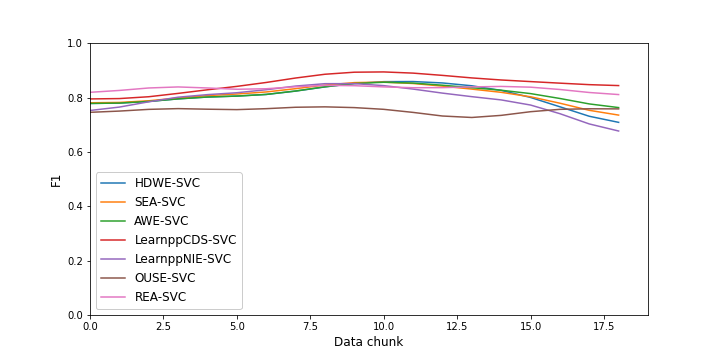 1.0
0.8
0.6
0.4
0.2
0.0
F1
HDWE-SVC
SEA-SVC
AWE-SVC
LearnppCDS-SVC
LearnppNIE-SVC
OUSE-SVC
REA-SVC
0.0 2.5 5.0 7.5 10.0 12.5 15.0 17.5
Data chunk